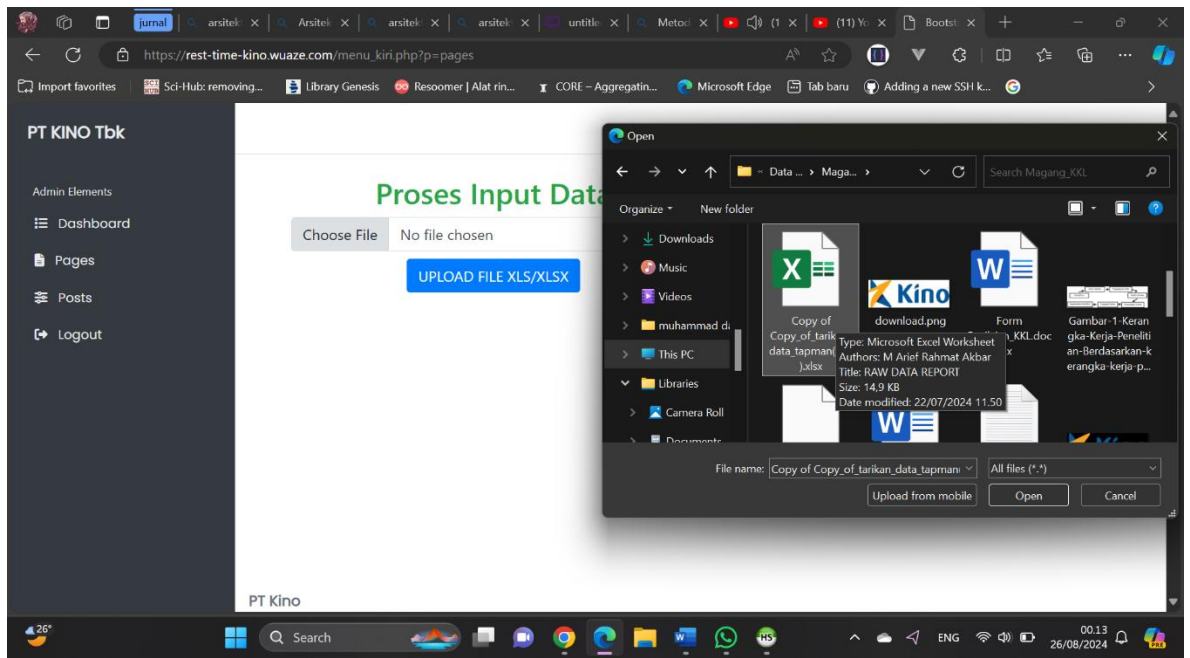 jurnal arsitek Arsitek arsitek arsitek untitle Metod (1 (11) Yo Bootst
https://rest-time-kino.wuaze.com/menu_kiri.php?p=pages
Import favorites Sci-Hub: removing... Library Genesis Resoomer | Alat rin... CORE – Aggregatin... Microsoft Edge Tab baru Adding a new SSH k...
PT KINO Tbk
Admin Elements
Dashboard
Pages
Posts
Logout
Proses Input Data
Choose File No file chosen
UPLOAD FILE XLS/XLSX
PT Kino
Open
Data ... > Maga... >
Search Magang_KKL
Organize New folder
Downloads
Music
Videos
muhammad di
This PC
Libraries
Camera Roll
Documents
Copy of
Copy_of_tarik
data_tapman(
).xlsx
Kino
download.png
Form
_KKL.doc
x
Gambar-1-Keran
gka-Kerja-Peneliti
an-Berdasarkan-k
erangka-kerja-p...
Type: Microsoft Excel Worksheet
Authors: M Arief Rahmat Akbar
Title: RAW DATA REPORT
Size: 14,9 KB
Date modified: 22/07/2024 11.50
File name: Copy of Copy_of_tarikan_data_tapman All files (*.*)
Upload from mobile Open Cancel
26° Search ENG 00.13
26/08/2024